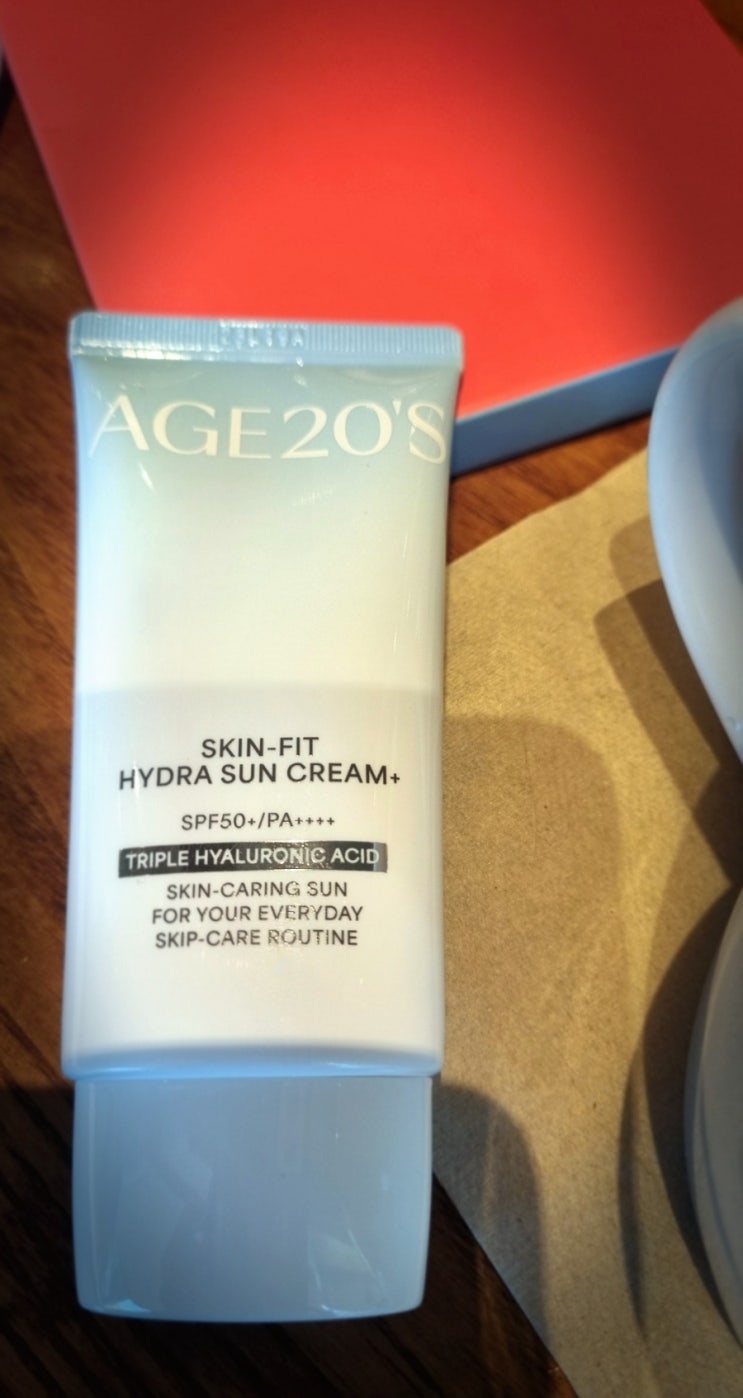 AGE20'S
SKIN-FIT
HYDRA SUN CREAM+
SPF50+/PA++++
TRIPLE HYALURONIC ACID
SKIN-CARING SUN
FOR YOUR EVERYDAY
SKIP-CARE ROUTINE